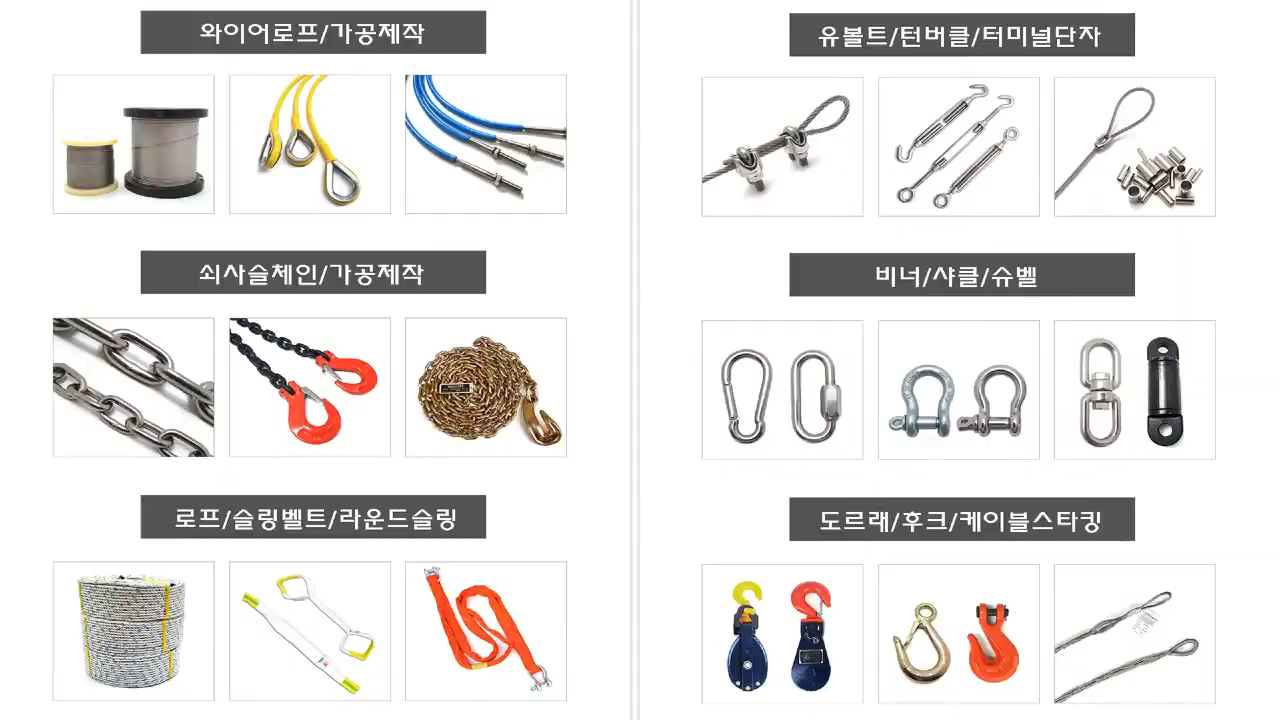 와이어로프/가공제작
쇠사슬체인/가공제작
로프/슬링벨트/라운드슬링
유볼트/턴버클/터미널단자
비너/샤클/슈벨
도르래/후크/케이블스타킹